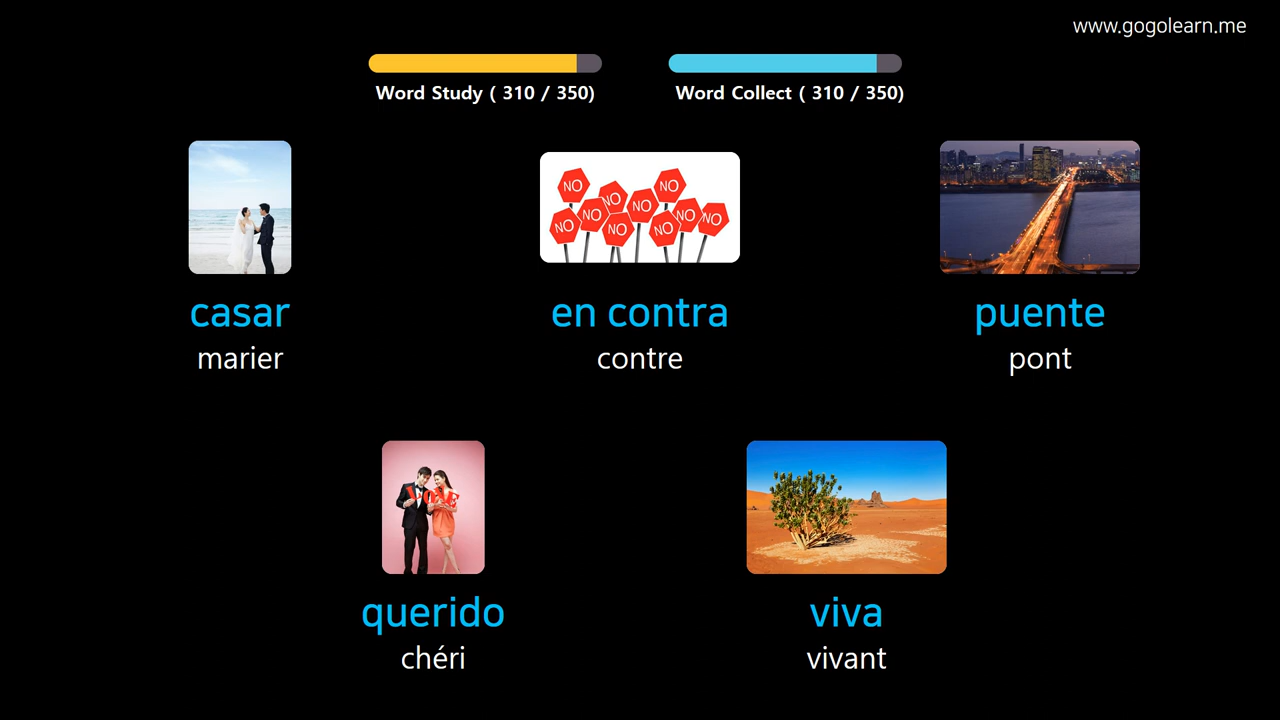 www.gogolearn.me
Word Study ( 310 / 350)
Word Collect ( 310 / 350)
NO NO NO NO NO NO NO NO NO NO
casar
marier
en contra
contre
puente
pont
LOVE
querido
chéri
viva
vivant